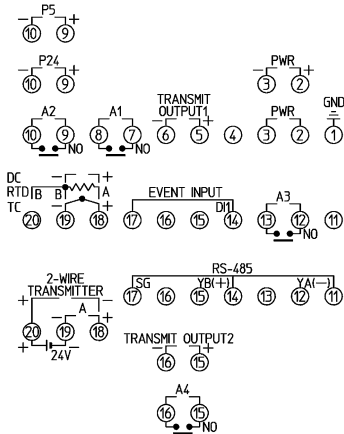 P5
− +
10 9
P24 PWR
− + − +
10 9 3 2
A2 A1 TRANSMIT OUTPUT1 PWR GND
− +
10 9 8 7 6 5 4 3 2 1
NO NO
DC − +
RTD B B A EVENT INPUT A3
TC − + DI1
20 19 18 17 16 15 14 13 12 11
NO
2-WIRE TRANSMITTER RS-485
+ − A + SG YB(+) YA(−)
20 19 18 17 16 15 14 13 12 11
+ − 24V
TRANSMIT OUTPUT2
− +
16 15
A4
16 15
NO